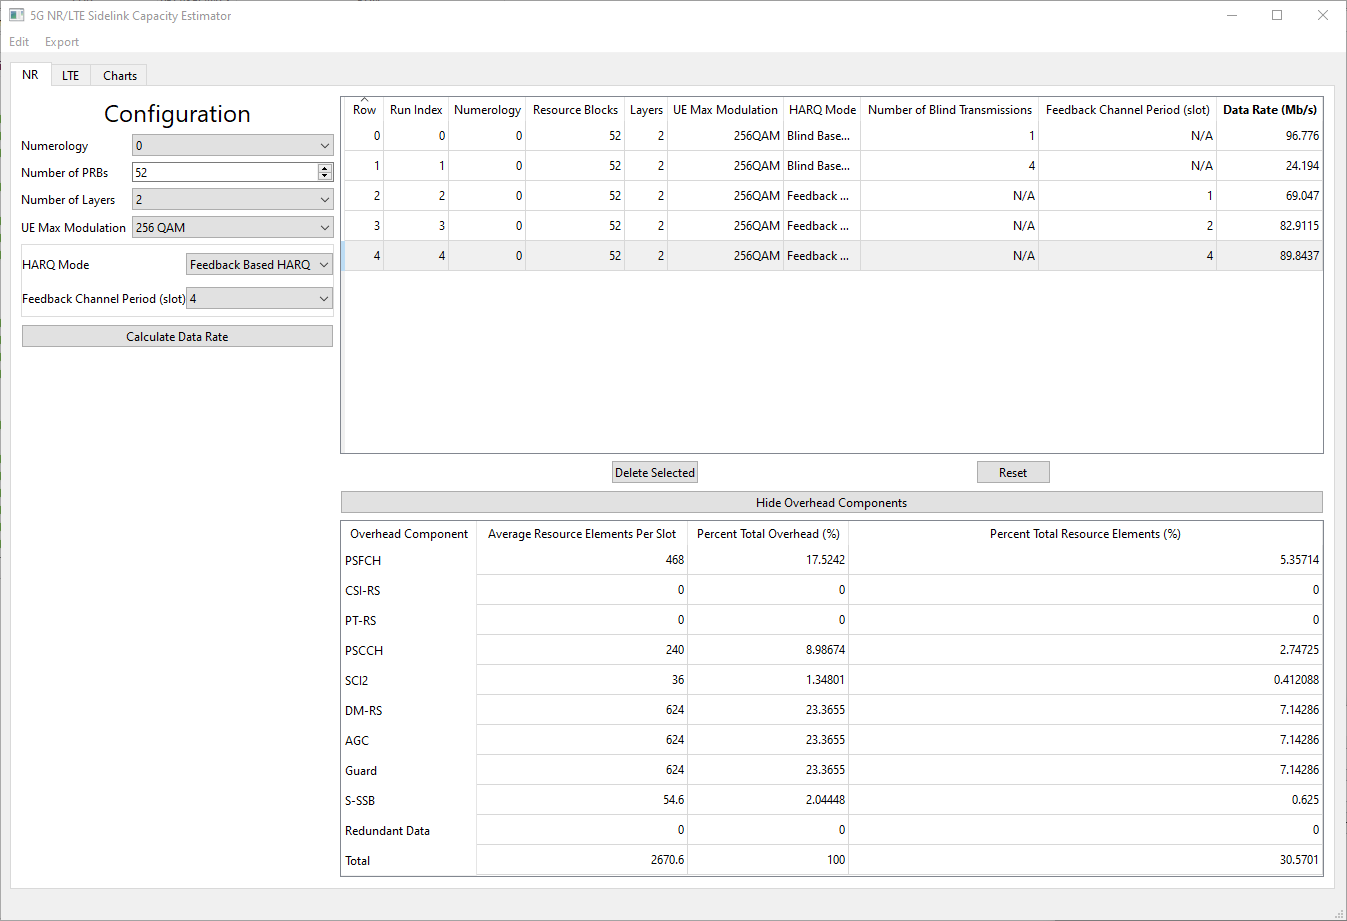 5G NR/LTE Sidelink Capacity Estimator
Edit Export
NR LTE Charts
Configuration
Numerology 0
Number of PRBs 52
Number of Layers 2
UE Max Modulation 256 QAM
HARQ Mode Feedback Based HARQ
Feedback Channel Period (slot) 4
Calculate Data Rate
Row Run Index Numerology Resource Blocks Layers UE Max Modulation HARQ Mode Number of Blind Transmissions Feedback Channel Period (slot) Data Rate (Mb/s)
0 0 0 52 2 256QAM Blind Base... 1 N/A 96.776
1 1 0 52 2 256QAM Blind Base... 4 N/A 24.194
2 2 0 52 2 256QAM Feedback ... N/A 1 69.047
3 3 0 52 2 256QAM Feedback ... N/A 2 82.9115
4 4 0 52 2 256QAM Feedback ... N/A 4 89.8437
Delete Selected Reset
Hide Overhead Components
Overhead Component Average Resource Elements Per Slot Percent Total Overhead (%) Percent Total Resource Elements (%)
PSFCH 468 17.5242 5.35714
CSI-RS 0 0 0
PT-RS 0 0 0
PSCCH 240 8.98674 2.74725
SCI2 36 1.34801 0.412088
DM-RS 624 23.3655 7.14286
AGC 624 23.3655 7.14286
Guard 624 23.3655 7.14286
S-SSB 54.6 2.04448 0.625
Redundant Data 0 0 0
Total 2670.6 100 30.5701